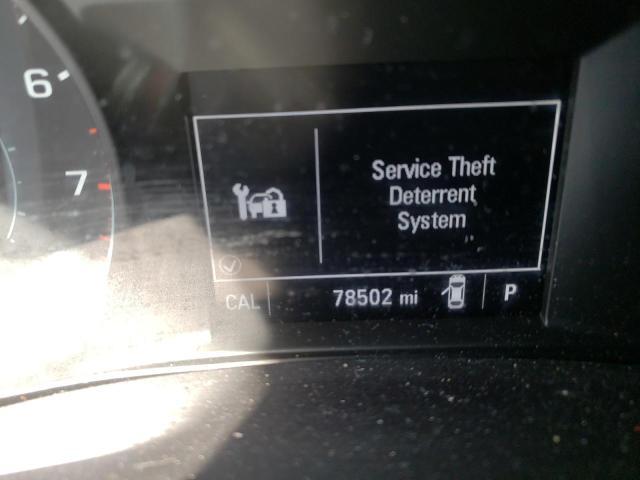 6
7
Service Theft
Deterrent
System
CAL 78502 mi P